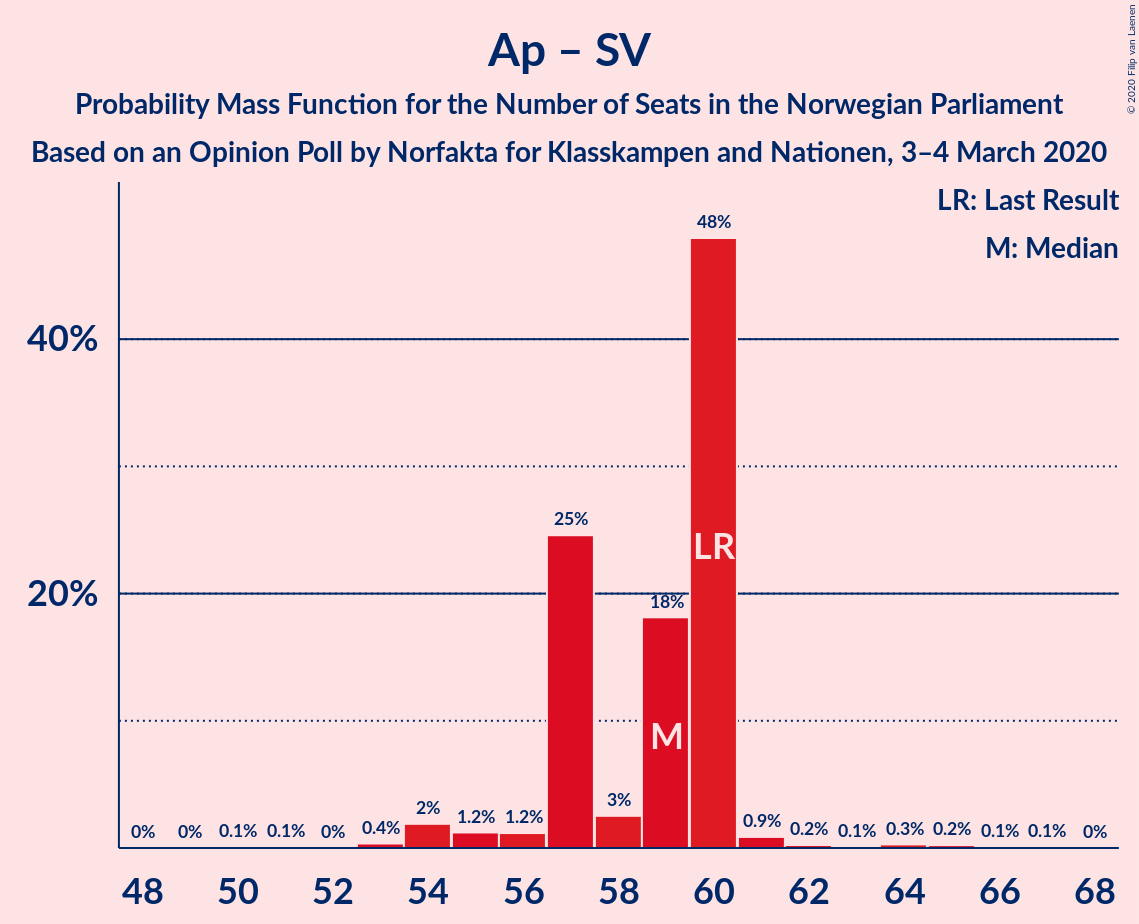 Ap – SV
Probability Mass Function for the Number of Seats in the Norwegian Parliament
Based on an Opinion Poll by Norfakta for Klasskampen and Nationen, 3–4 March 2020
© 2020 Filip van Laenen
LR: Last Result
M: Median
48%
40%
25%
LR
20%
18%
M
0% 0% 0.1% 0.1% 0% 0.4% 2% 1.2% 1.2% 3% 0.9% 0.2% 0.1% 0.3% 0.2% 0.1% 0.1% 0%
48 50 52 54 56 58 60 62 64 66 68